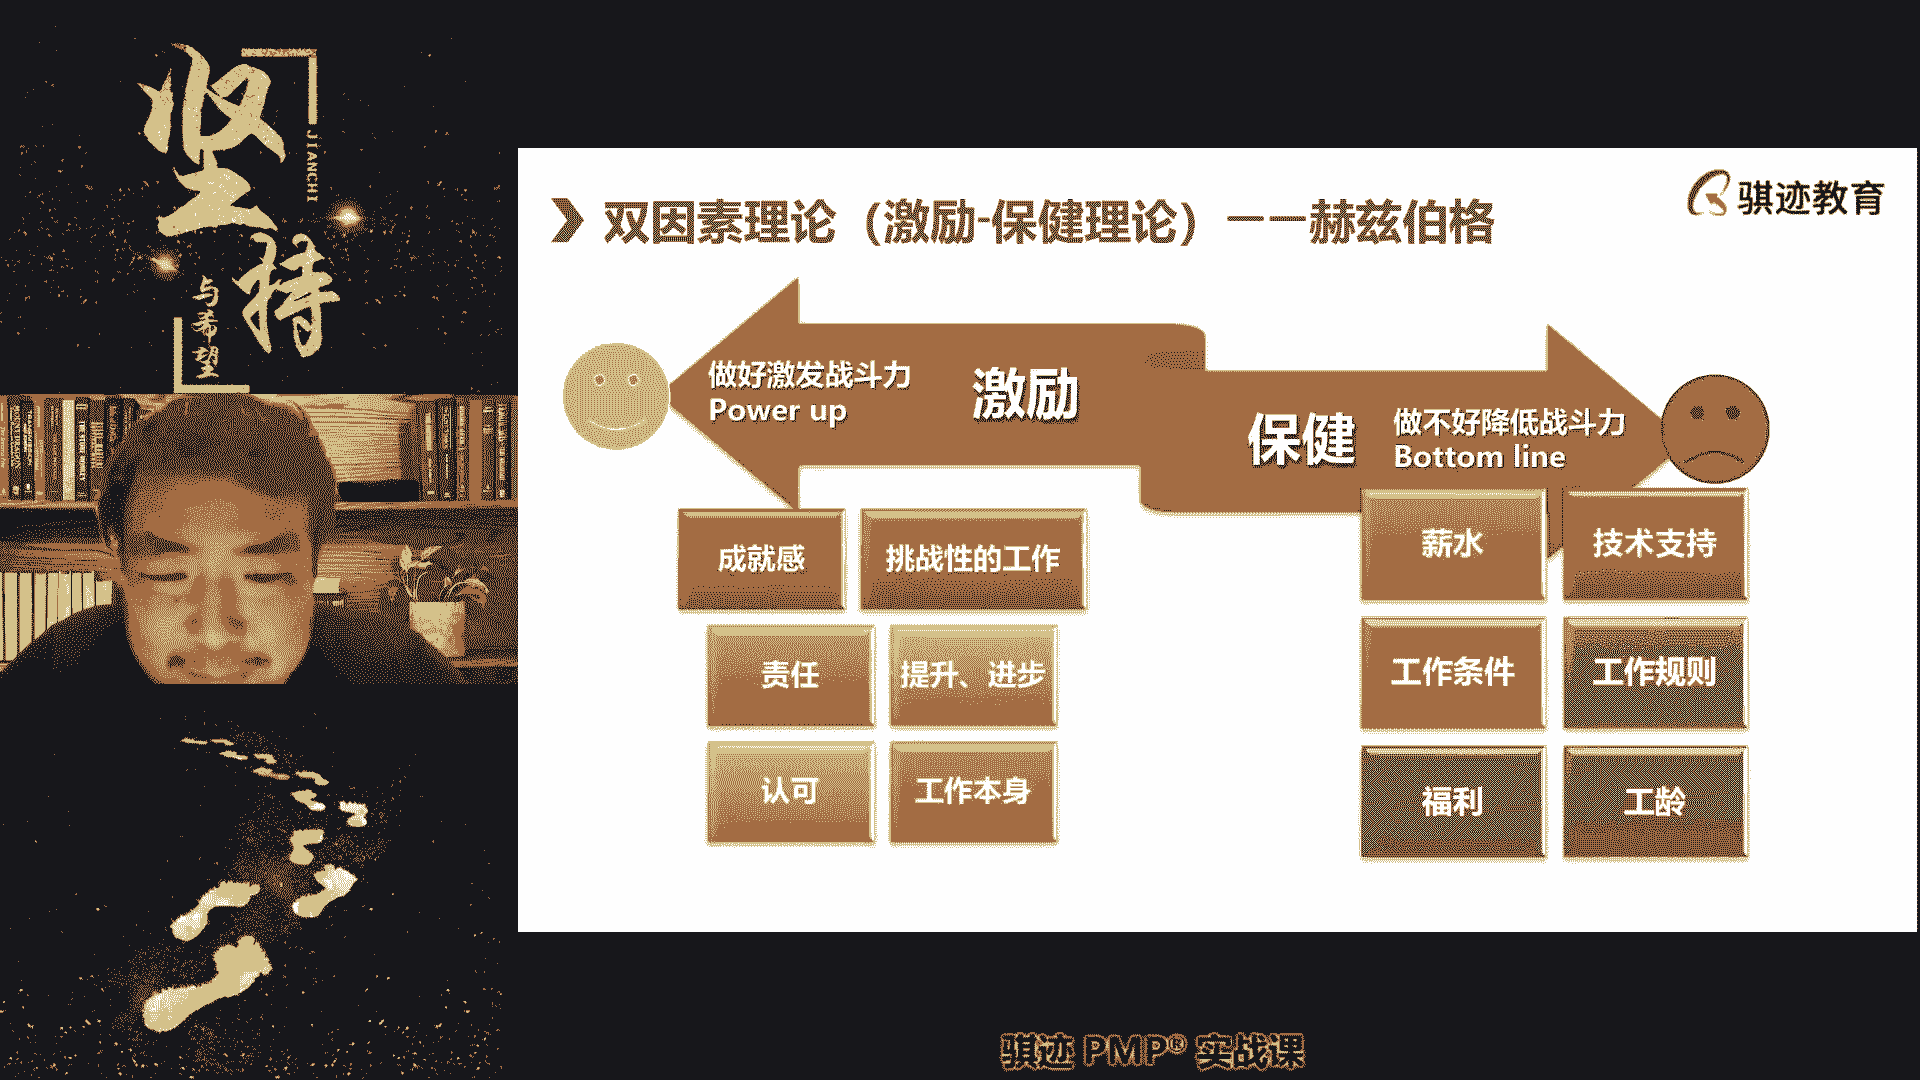 坚持
JIANCHI
与希望
骐迹教育
双因素理论（激励-保健理论）——赫兹伯格
做好激发战斗力
Power up
激励
保健
做不好降低战斗力
Bottom line
成就感
挑战性的工作
责任
提升、进步
认可
工作本身
薪水
技术支持
工作条件
工作规则
福利
工龄
骐迹 PMP® 实战课